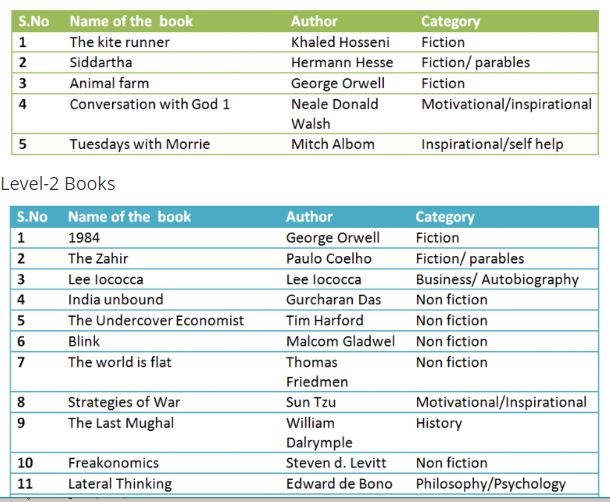 S.No Name of the book Author Category
1 The kite runner Khaled Hosseni Fiction
2 Siddartha Hermann Hesse Fiction/ parables
3 Animal farm George Orwell Fiction
4 Conversation with God 1 Neale Donald Motivational/inspirational
Walsh
5 Tuesdays with Morrie Mitch Albom Inspirational/self help
Level-2 Books
S.No Name of the book Author Category
1 1984 George Orwell Fiction
2 The Zahir Paulo Coelho Fiction/ parables
3 Lee Iococca Lee Iococca Business/ Autobiography
4 India unbound Gurcharan Das Non fiction
5 The Undercover Economist Tim Harford Non fiction
6 Blink Malcom Gladwel Non fiction
7 The world is flat Thomas Non fiction
Friedmen
8 Strategies of War Sun Tzu Motivational/Inspirational
9 The Last Mughal William History
Dalrymple
10 Freakonomics Steven d. Levitt Non fiction
11 Lateral Thinking Edward de Bono Philosophy/Psychology